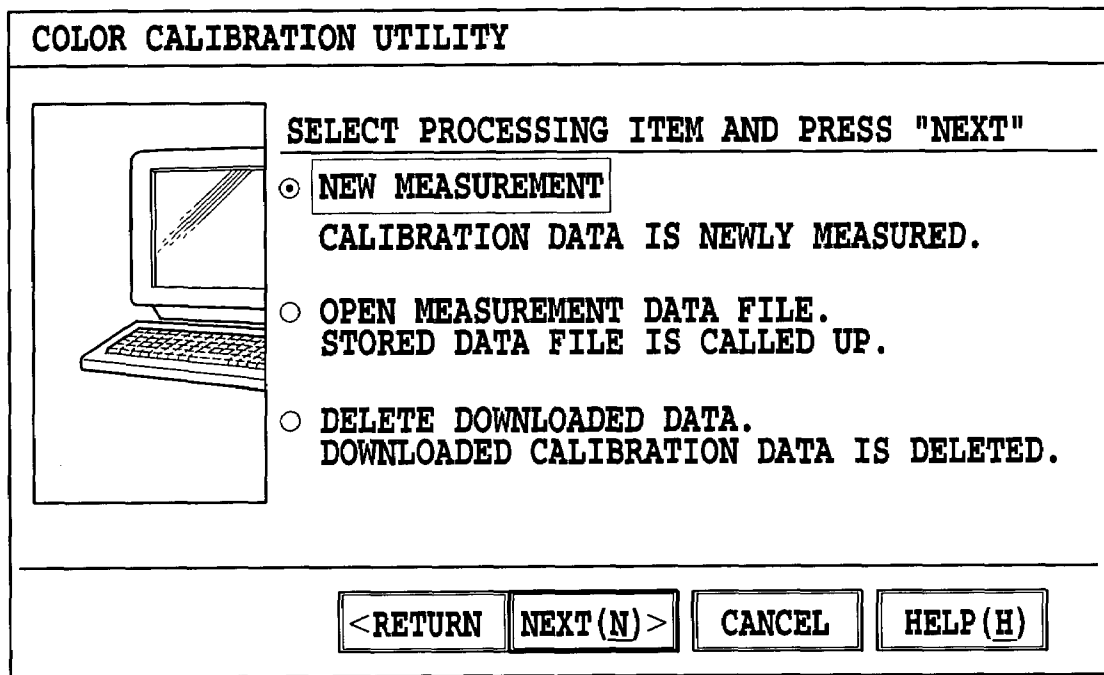 COLOR CALIBRATION UTILITY
SELECT PROCESSING ITEM AND PRESS "NEXT"
NEW MEASUREMENT
CALIBRATION DATA IS NEWLY MEASURED.
OPEN MEASUREMENT DATA FILE.
STORED DATA FILE IS CALLED UP.
DELETE DOWNLOADED DATA.
DOWNLOADED CALIBRATION DATA IS DELETED.
<RETURN NEXT(N)> CANCEL HELP(H)